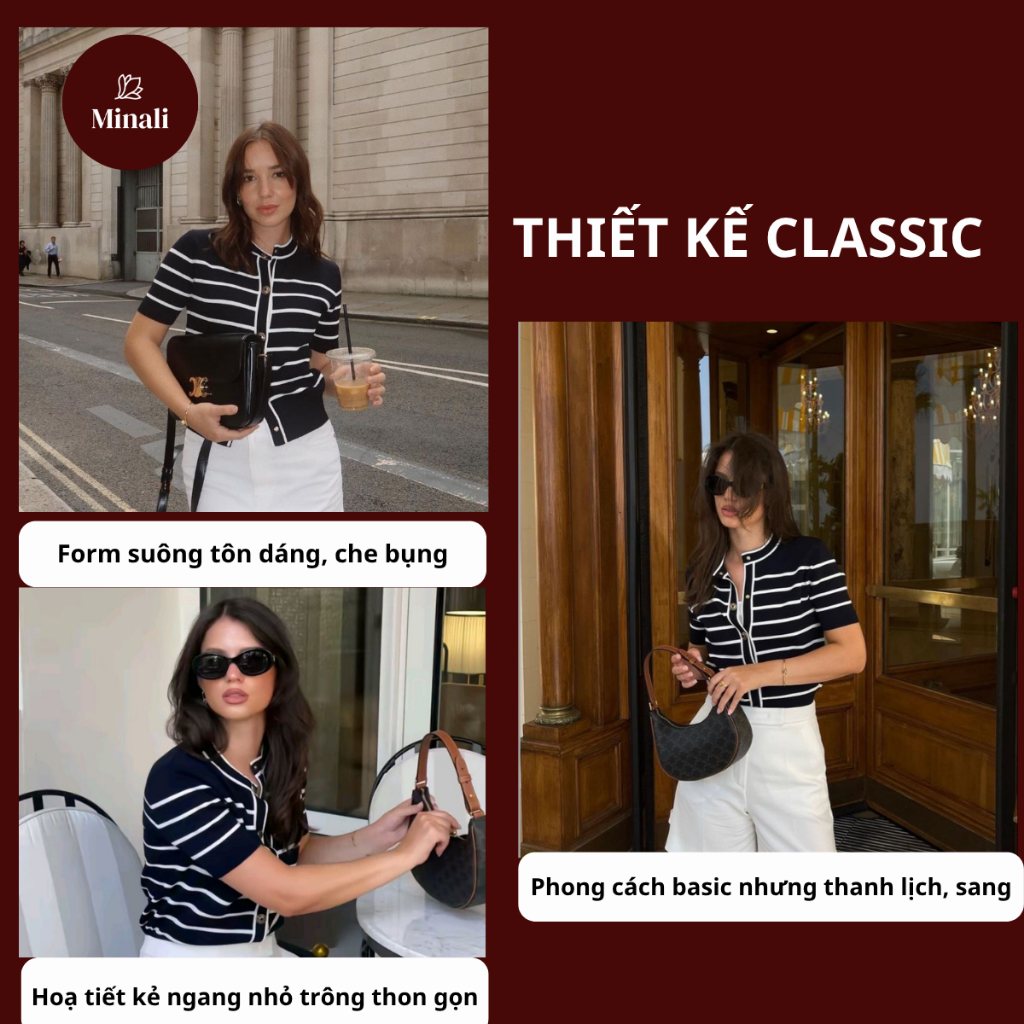 Minali
THIẾT KẾ CLASSIC
Form suông tôn dáng, che bụng
Phong cách basic nhưng thanh lịch, sang
Hoạ tiết kẻ ngang nhỏ trông thon gọn